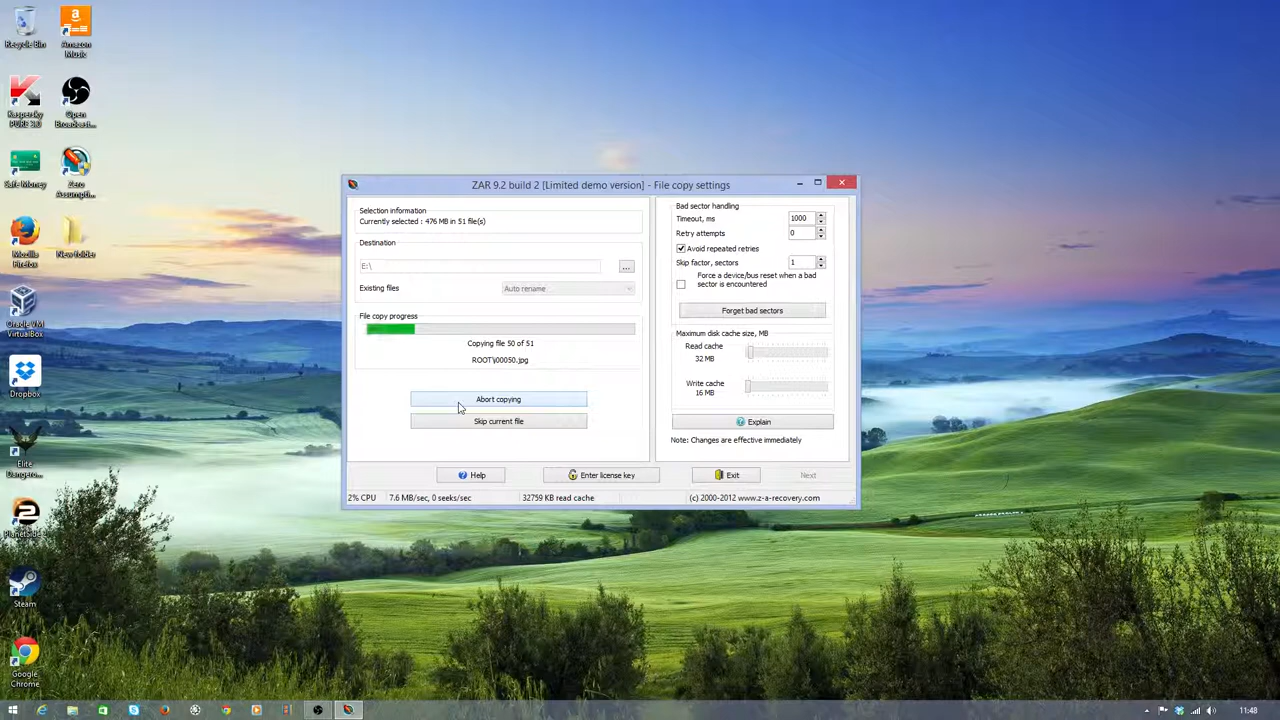 Recycle Bin
Amazon
Music
Kaspersky
PURE 3.0
Open
Broadcast...
Safe Money
Zero
Assumpti...
Mozilla
Firefox
New folder
Oracle VM
VirtualBox
Dropbox
Elite
Dangero...
PlanetSide 2
Steam
Google
Chrome
ZAR 9.2 build 2 [Limited demo version] - File copy settings
Selection information
Currently selected : 476 MB in 51 file(s)
Destination
E:\
...
Existing files
Auto rename
File copy progress
Copying file 50 of 51
ROOT\j00050.jpg
Abort copying
Skip current file
Bad sector handling
Timeout, ms
1000
Retry attempts
0
Avoid repeated retries
Skip factor, sectors
1
Force a device/bus reset when a bad
sector is encountered
Forget bad sectors
Maximum disk cache size, MB
Read cache
32 MB
Write cache
16 MB
Explain
Note: Changes are effective immediately
Help
Enter license key
Exit
Next
2% CPU
7.6 MB/sec, 0 seeks/sec
32759 KB read cache
(c) 2000-2012 www.z-a-recovery.com
11:48